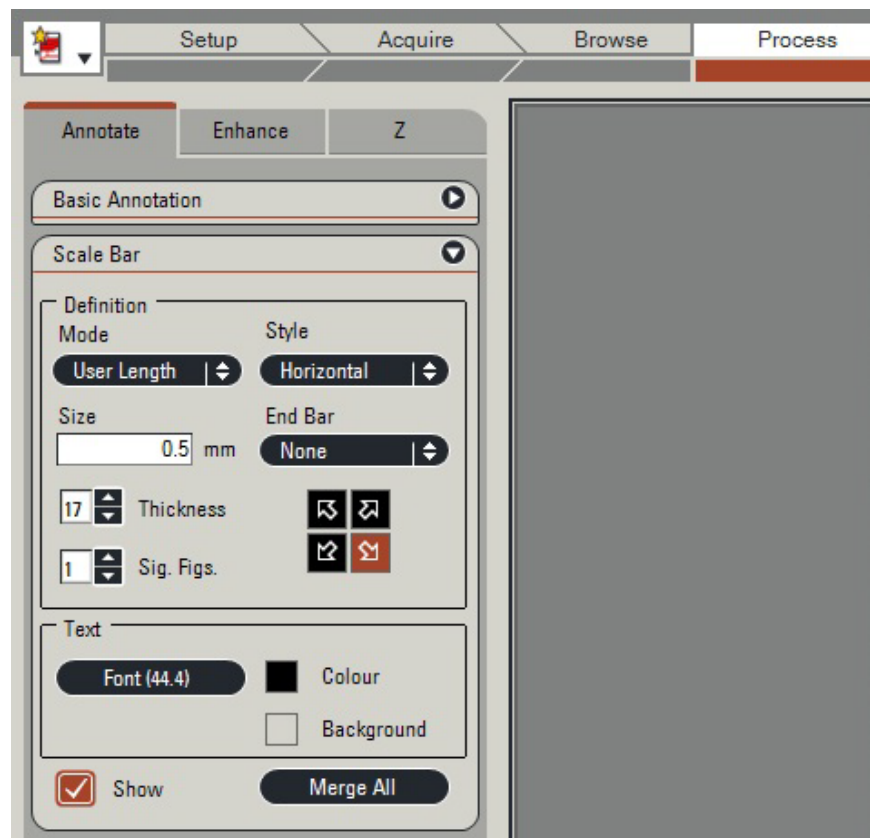 Setup Acquire Browse Process
Annotate Enhance Z
Basic Annotation
Scale Bar
Definition
Mode Style
User Length Horizontal
Size End Bar
0.5 mm None
17 Thickness
1 Sig. Figs.
Text
Font (44.4) Colour
Background
Show Merge All